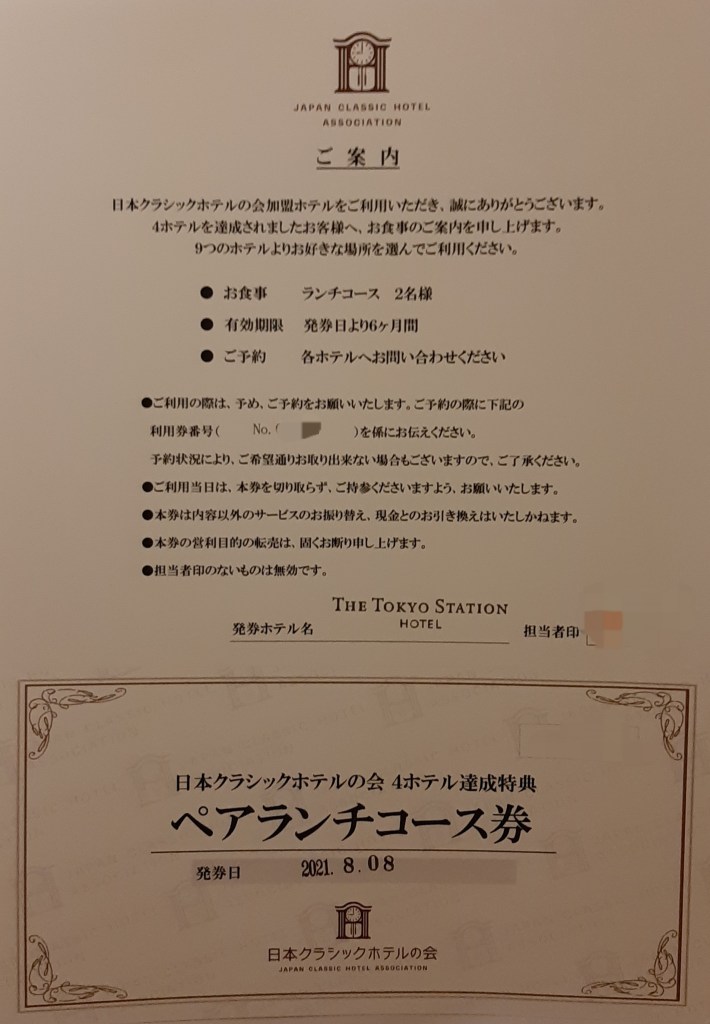 JAPAN CLASSIC HOTEL
ASSOCIATION
ご案内
日本クラシックホテルの会加盟ホテルをご利用いただき、誠にありがとうございます。
4ホテルを達成されましたお客様へ、お食事のご案内を申し上げます。
9つのホテルよりお好きな場所を選んでご利用ください。
● お食事 ランチコース 2名様
● 有効期限 発券日より6ヶ月間
● ご予約 各ホテルへお問い合わせください
●ご利用の際は、予め、ご予約をお願いいたします。ご予約の際に下記の
利用券番号( No. )を係にお伝えください。
予約状況により、ご希望通りお取り出来ない場合もございますので、ご了承ください。
●ご利用当日は、本券を切り取らず、ご持参くださいますよう、お願いいたします。
●本券は内容以外のサービスのお振り替え、現金とのお引き換えはいたしかねます。
●本券の営利目的の転売は、固くお断り申し上げます。
●担当者印のないものは無効です。
発券ホテル名 THE TOKYO STATION HOTEL 担当者印
日本クラシックホテルの会 4ホテル達成特典
ペアランチコース券
発券日 2021. 8. 08
日本クラシックホテルの会
JAPAN CLASSIC HOTEL ASSOCIATION